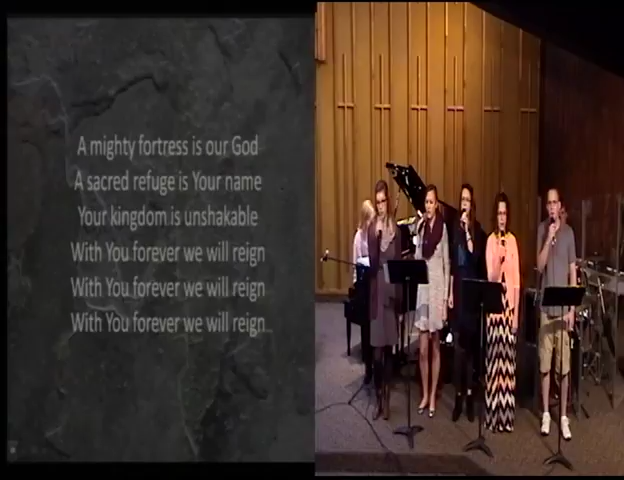 A mighty fortress is our God
A sacred refuge is Your name
Your kingdom is unshakable
With You forever we will reign
With You forever we will reign
With You forever we will reign